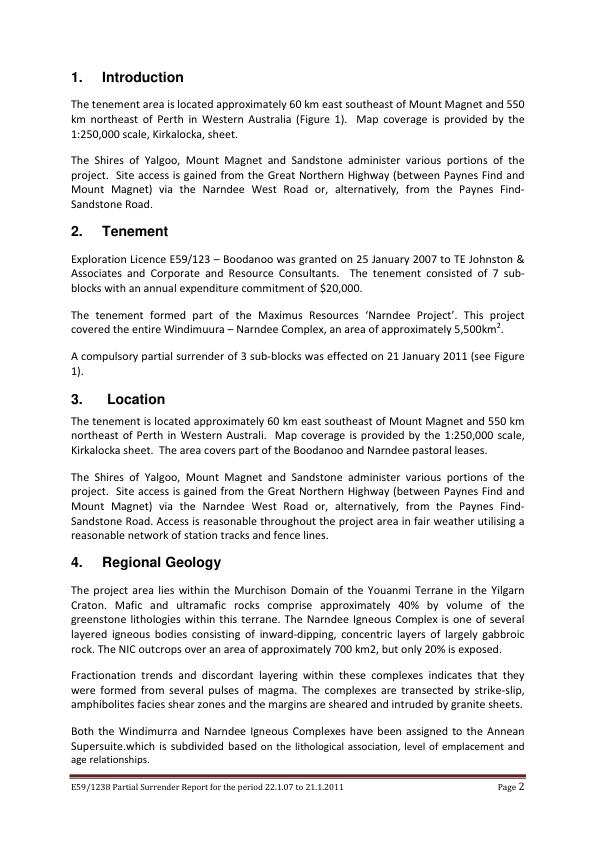 1. Introduction
The tenement area is located approximately 60 km east southeast of Mount Magnet and 550
km northeast of Perth in Western Australia (Figure 1). Map coverage is provided by the
1:250,000 scale, Kirkalocka, sheet.
The Shires of Yalgoo, Mount Magnet and Sandstone administer various portions of the
project. Site access is gained from the Great Northern Highway (between Paynes Find and
Mount Magnet) via the Narndee West Road or, alternatively, from the Paynes Find-
Sandstone Road.
2. Tenement
Exploration Licence E59/123 – Boodanoo was granted on 25 January 2007 to TE Johnston &
Associates and Corporate and Resource Consultants. The tenement consisted of 7 sub-
blocks with an annual expenditure commitment of $20,000.
The tenement formed part of the Maximus Resources ‘Narndee Project’. This project
covered the entire Windimuura – Narndee Complex, an area of approximately 5,500km².
A compulsory partial surrender of 3 sub-blocks was effected on 21 January 2011 (see Figure
1).
3. Location
The tenement is located approximately 60 km east southeast of Mount Magnet and 550 km
northeast of Perth in Western Australi. Map coverage is provided by the 1:250,000 scale,
Kirkalocka sheet. The area covers part of the Boodanoo and Narndee pastoral leases.
The Shires of Yalgoo, Mount Magnet and Sandstone administer various portions of the
project. Site access is gained from the Great Northern Highway (between Paynes Find and
Mount Magnet) via the Narndee West Road or, alternatively, from the Paynes Find-
Sandstone Road. Access is reasonable throughout the project area in fair weather utilising a
reasonable network of station tracks and fence lines.
4. Regional Geology
The project area lies within the Murchison Domain of the Youanmi Terrane in the Yilgarn
Craton. Mafic and ultramafic rocks comprise approximately 40% by volume of the
greenstone lithologies within this terrane. The Narndee Igneous Complex is one of several
layered igneous bodies consisting of inward-dipping, concentric layers of largely gabbroic
rock. The NIC outcrops over an area of approximately 700 km2, but only 20% is exposed.
Fractionation trends and discordant layering within these complexes indicates that they
were formed from several pulses of magma. The complexes are transected by strike-slip,
amphibolites facies shear zones and the margins are sheared and intruded by granite sheets.
Both the Windimurra and Narndee Igneous Complexes have been assigned to the Annean
Supersuite.which is subdivided based on the lithological association, level of emplacement and
age relationships.
E59/1238 Partial Surrender Report for the period 22.1.07 to 21.1.2011 Page 2